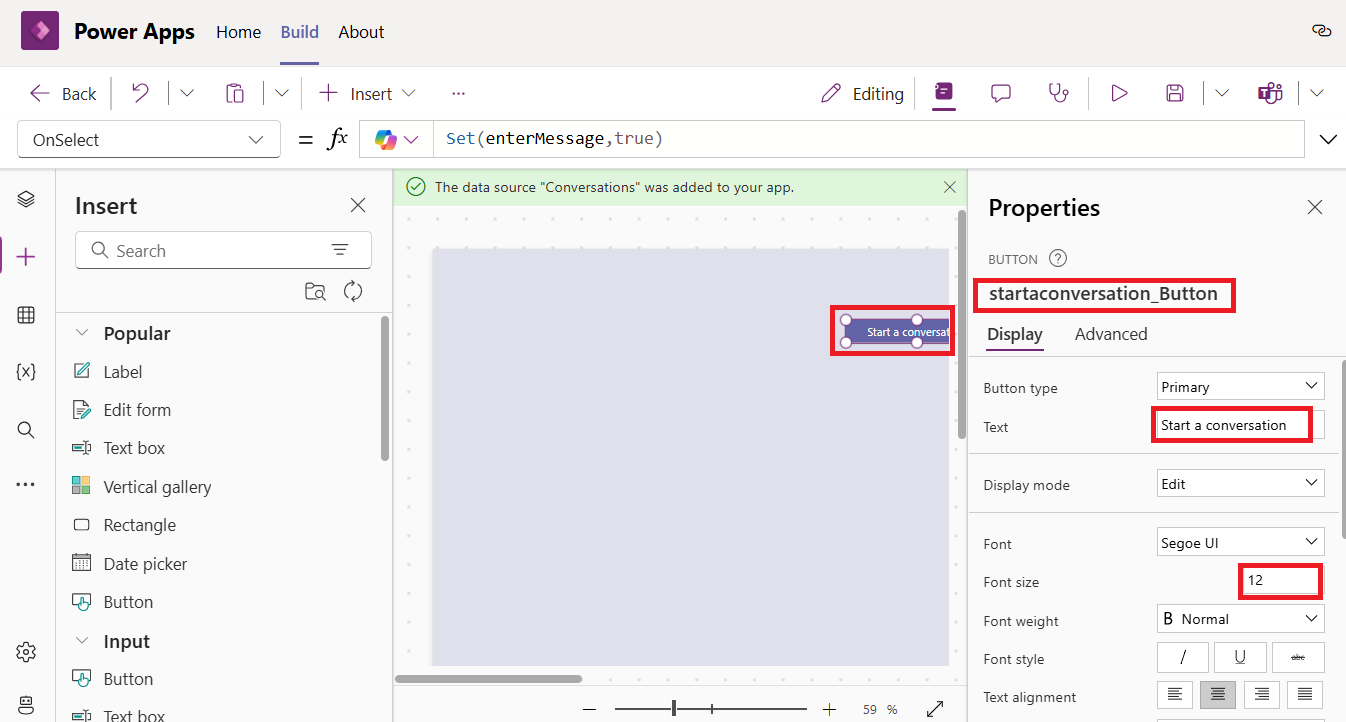 Power Apps Home Build About
Back Insert ... Editing
OnSelect = fx Set(enterMessage,true)
Insert
Search
Popular
Label
Edit form
Text box
Vertical gallery
Rectangle
Date picker
Button
Input
Button
Text box
The data source "Conversations" was added to your app.
Start a conversat
59 %
Properties
BUTTON ?
startaconversation_Button
Display Advanced
Button type Primary
Text Start a conversation
Display mode Edit
Font Segoe UI
Font size 12
Font weight B Normal
Font style / U abc
Text alignment